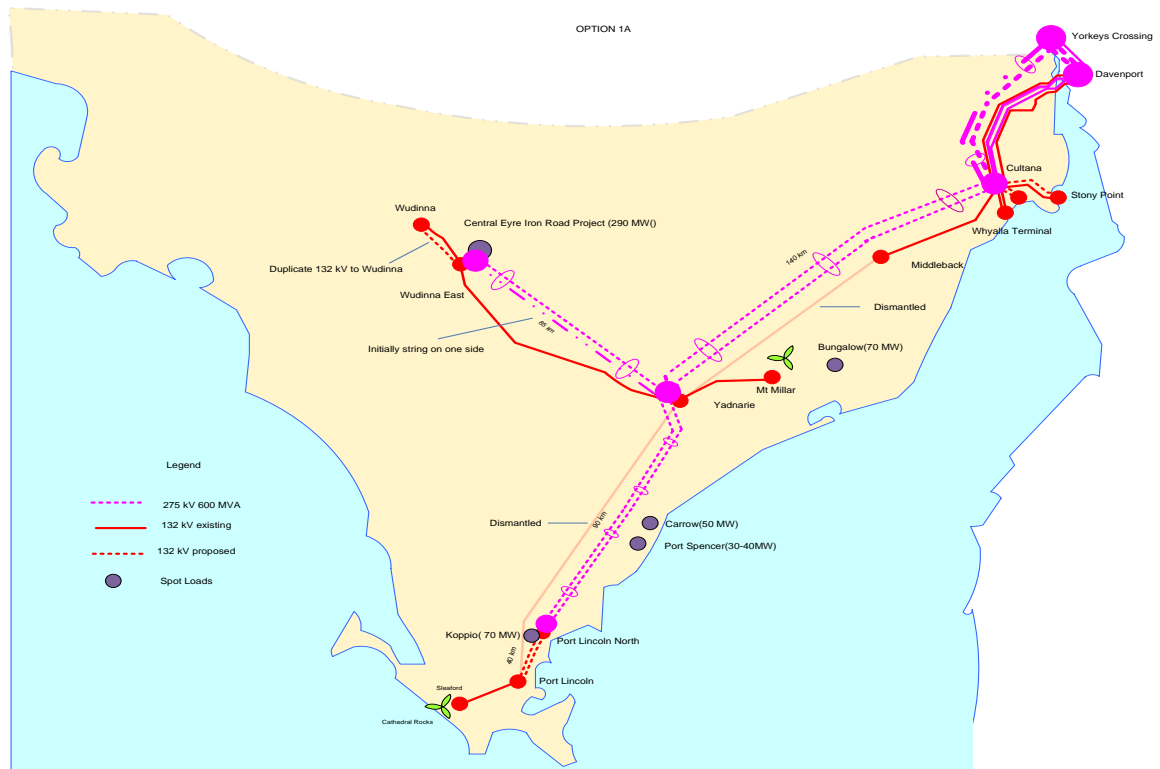 OPTION 1A
Yorkeys Crossing
Davenport
Cultana
Stony Point
Whyalla Terminal
Wudinna
Central Eyre Iron Road Project (290 MW()
Duplicate 132 kV to Wudinna
Wudinna East
140 km
Middleback
Dismantled
85 km
Initially string on one side
Bungalow(70 MW)
Mt Millar
Yadnarie
Legend
275 kV 600 MVA
132 kV existing
132 kV proposed
Spot Loads
Dismantled
90 km
Carrow(50 MW)
Port Spencer(30-40MW)
Koppio( 70 MW)
Port Lincoln North
40 km
Port Lincoln
Sleaford
Cathedral Rocks